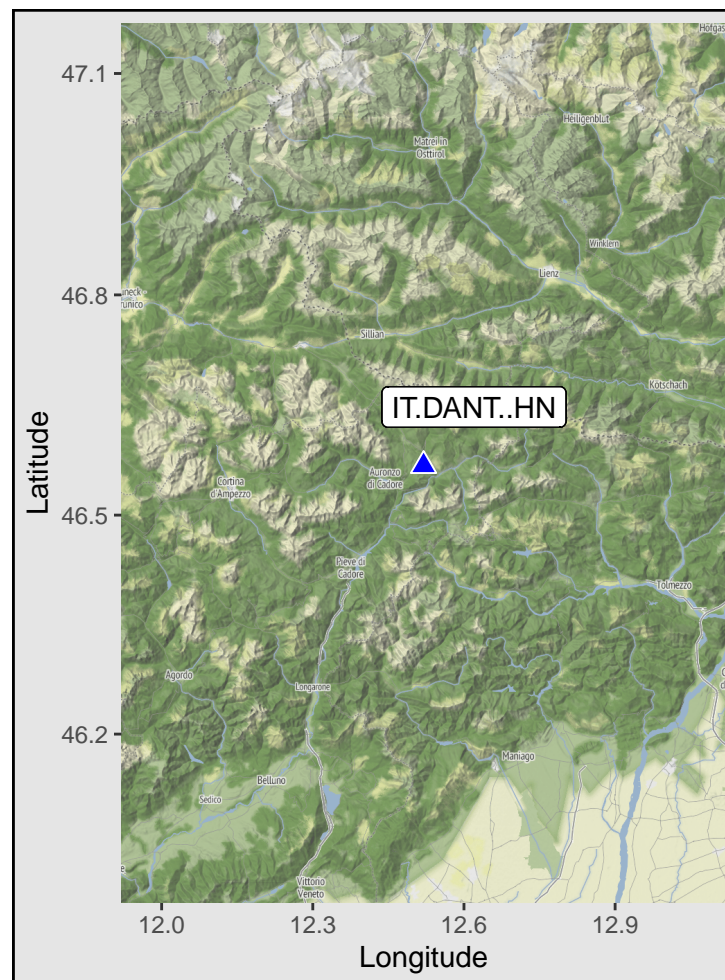 Hofgas
47.1
Heiligenblut
Matrei in
Osttirol
Winklern
Lienz
46.8
Sillian
Kötschach
IT.DANT..HN
Latitude
Auronzo
di Cadore
Cortina
d'Ampezzo
46.5
Pieve di
Cadore
Tolmezzo
Agordo
Longarone
46.2
Maniago
Belluno
Sedico
Vittorio
Veneto
12.0
12.3
12.6
12.9
Longitude